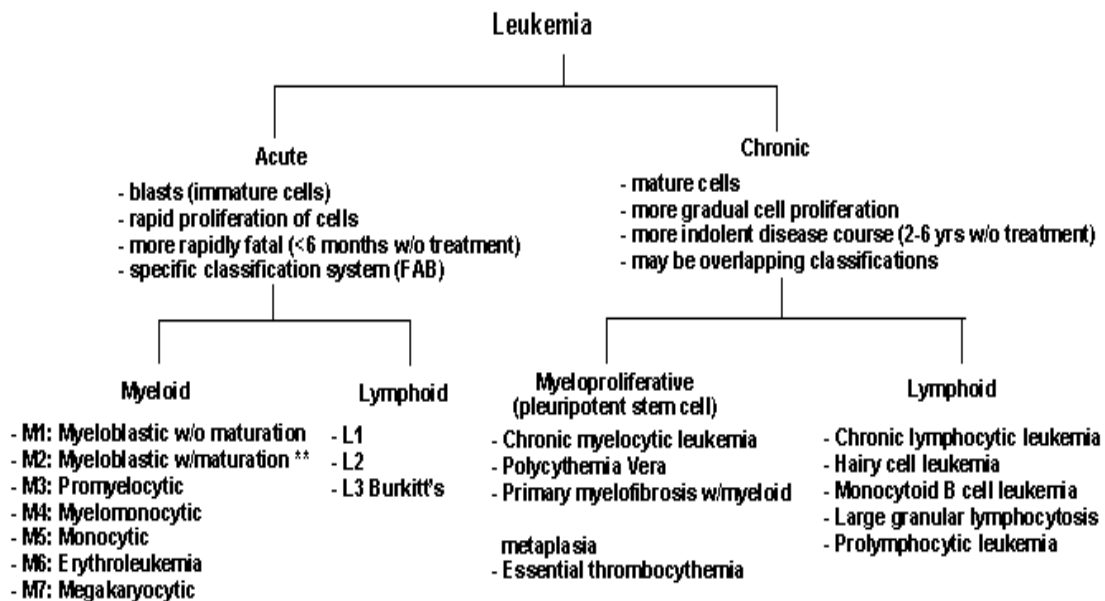 Leukemia
Acute
- blasts (immature cells)
- rapid proliferation of cells
- more rapidly fatal (<6 months w/o treatment)
- specific classification system (FAB)
Chronic
- mature cells
- more gradual cell proliferation
- more indolent disease course (2-6 yrs w/o treatment)
- may be overlapping classifications
Myeloid
- M1: Myeloblastic w/o maturation
- M2: Myeloblastic w/maturation **
- M3: Promyelocytic
- M4: Myelomonocytic
- M5: Monocytic
- M6: Erythroleukemia
- M7: Megakaryocytic
Lymphoid
- L1
- L2
- L3 Burkitt's
Myeloproliferative
(pleuripotent stem cell)
- Chronic myelocytic leukemia
- Polycythemia Vera
- Primary myelofibrosis w/myeloid
metaplasia
- Essential thrombocythemia
Lymphoid
- Chronic lymphocytic leukemia
- Hairy cell leukemia
- Monocytoid B cell leukemia
- Large granular lymphocytosis
- Prolymphocytic leukemia